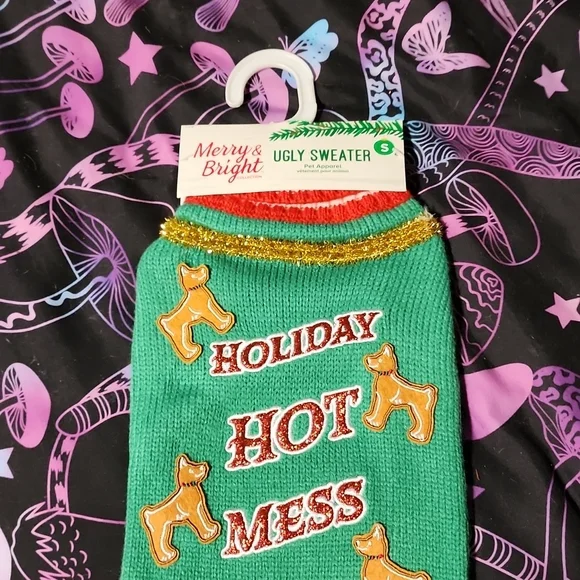 Merry &
Bright
UGLY SWEATER
S
Pet Apparel
HOLIDAY
HOT
MESS